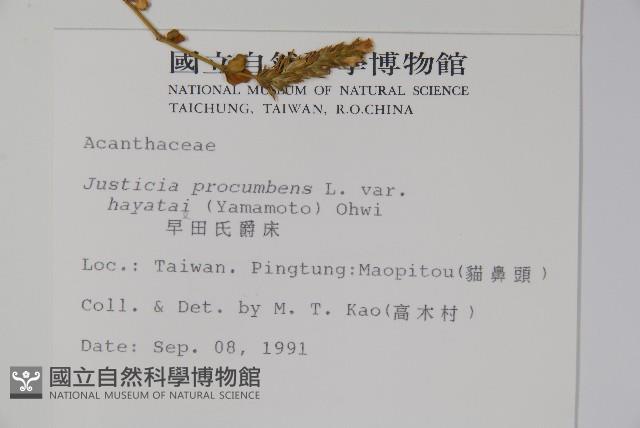 國立自然 學博物館
NATIONAL MUSEUM OF NATURAL SCIENCE
TAICHUNG, TAIWAN, R.O.CHINA
Acanthaceae
Justicia procumbens L. var.
hayatai (Yamamoto) Ohwi
早田氏爵床
Loc.: Taiwan. Pingtung:Maopitou(貓鼻頭)
Coll. & Det. by M. T. Kao(高木村)
Date: Sep. 08, 1991
國立自然科學博物館
NATIONAL MUSEUM OF NATURAL SCIENCE